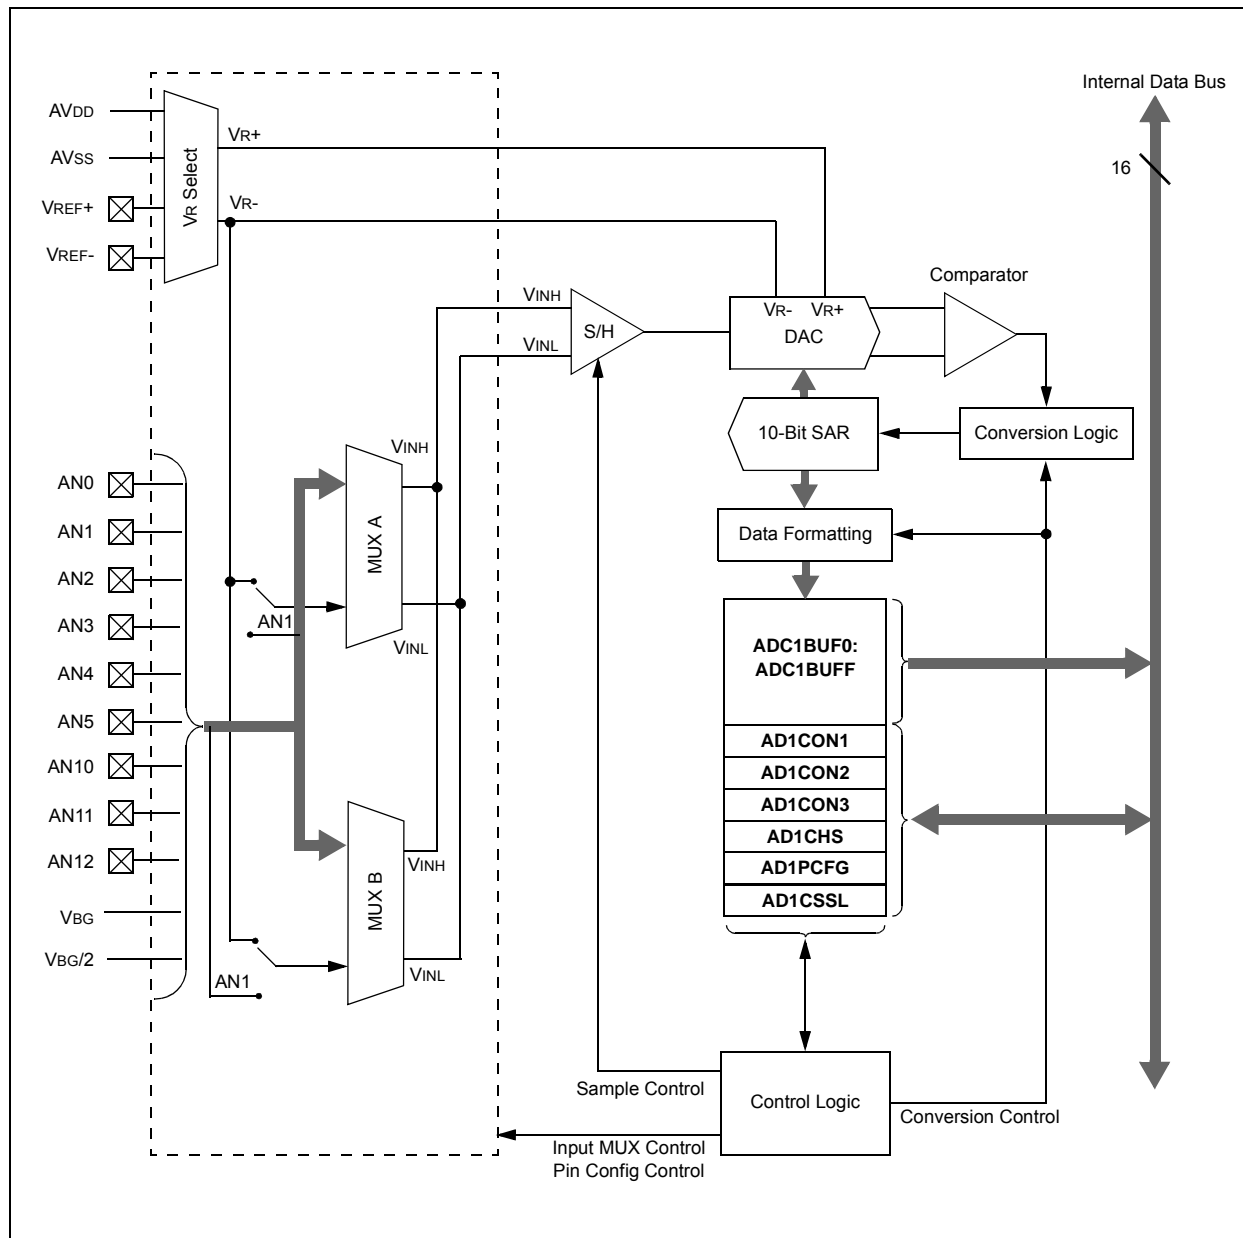 Internal Data Bus
16
AVDD
AVSS
VREF+
VREF-
VR Select
VR+
VR-
Comparator
VINH
VINL
S/H
VR- VR+
DAC
10-Bit SAR
Conversion Logic
Data Formatting
AN0
AN1
AN2
AN3
AN4
AN5
AN10
AN11
AN12
VBG
VBG/2
VINH
MUX A
AN1
VINL
VINH
MUX B
VINL
AN1
ADC1BUF0:
ADC1BUFF
AD1CON1
AD1CON2
AD1CON3
AD1CHS
AD1PCFG
AD1CSSL
Sample Control
Control Logic
Conversion Control
Input MUX Control
Pin Config Control